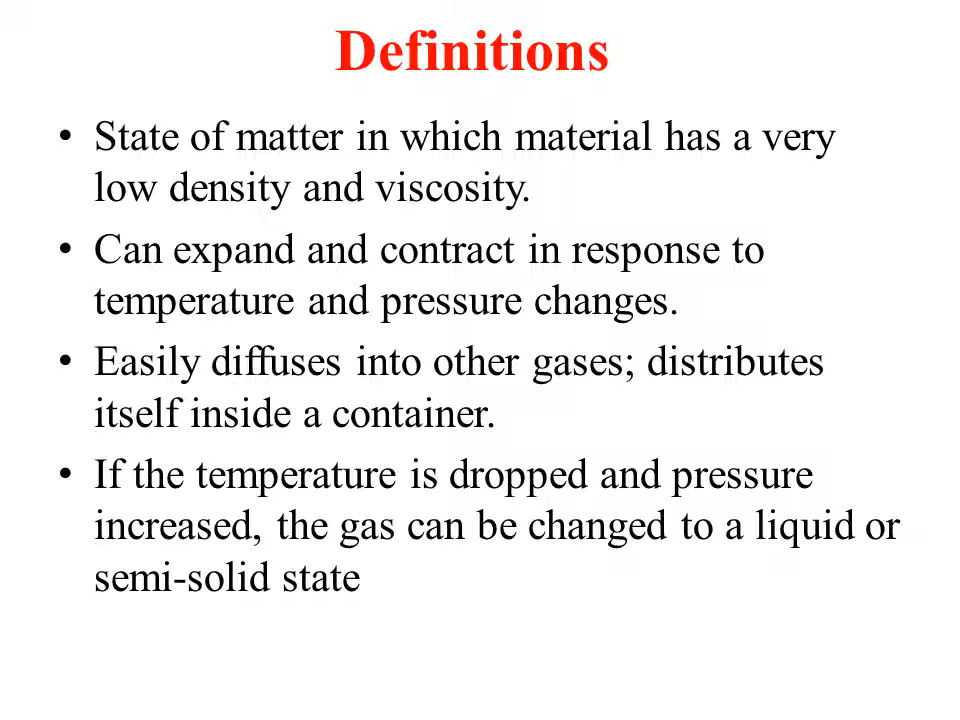 Definitions
• State of matter in which material has a very
low density and viscosity.
• Can expand and contract in response to
temperature and pressure changes.
• Easily diffuses into other gases; distributes
itself inside a container.
• If the temperature is dropped and pressure
increased, the gas can be changed to a liquid or
semi-solid state